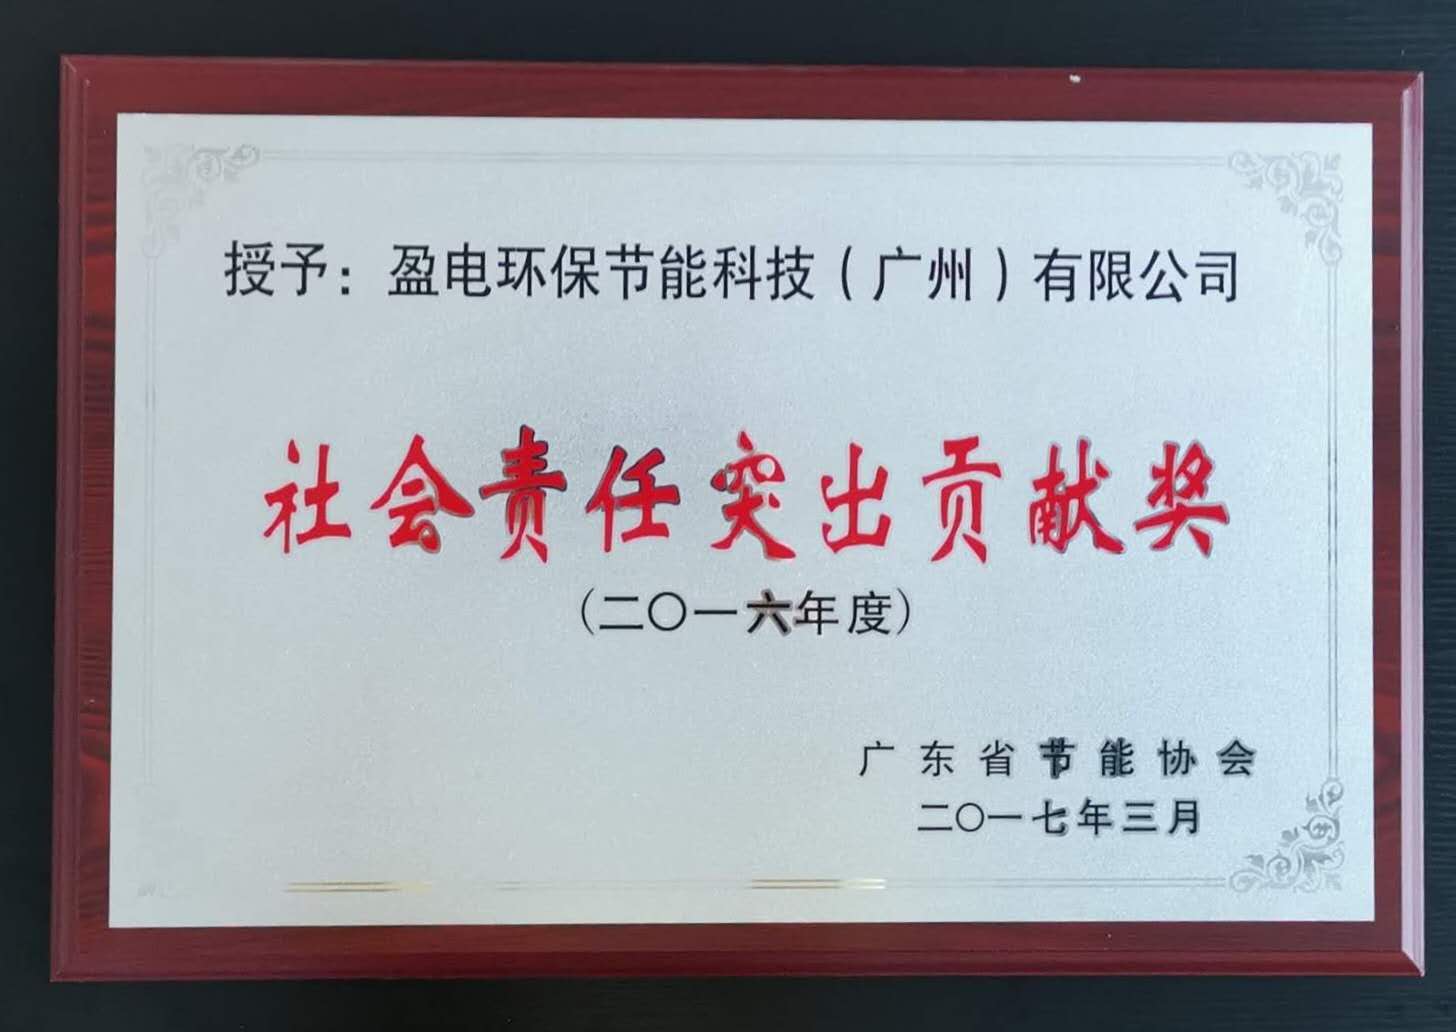 授予：盈电环保节能科技（广州）有限公司
社会责任突出贡献奖
(二〇一六年度)
广东省节能协会
二〇一七年三月